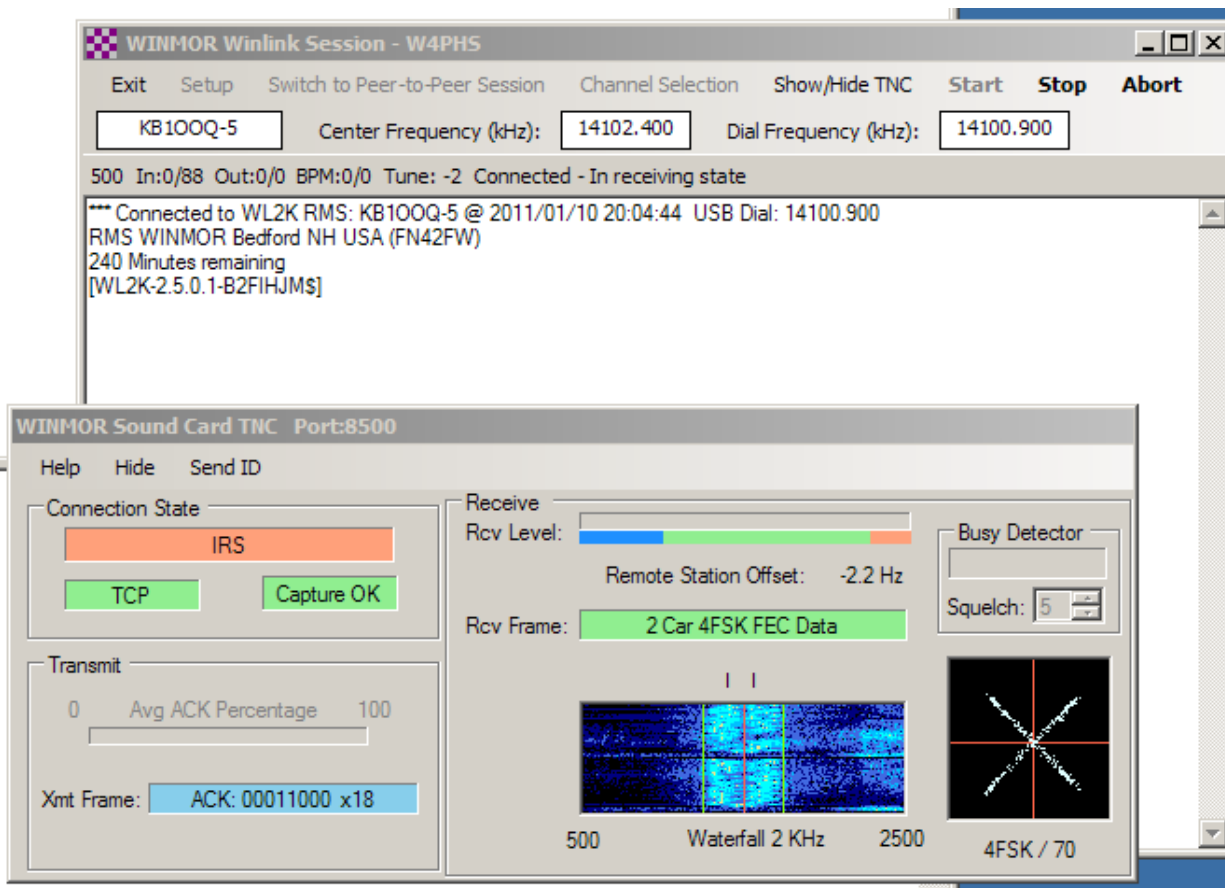 WINMOR Winlink Session - W4PHS
Exit Setup Switch to Peer-to-Peer Session Channel Selection Show/Hide TNC Start Stop Abort
KB1OOQ-5 Center Frequency (kHz): 14102.400 Dial Frequency (kHz): 14100.900
500 In:0/88 Out:0/0 BPM:0/0 Tune: -2 Connected - In receiving state
*** Connected to WL2K RMS: KB1OOQ-5 @ 2011/01/10 20:04:44 USB Dial: 14100.900
RMS WINMOR Bedford NH USA (FN42FW)
240 Minutes remaining
[WL2K-2.5.0.1-B2FIHJM$]
WINMOR Sound Card TNC Port:8500
Help Hide Send ID
Connection State
IRS
TCP Capture OK
Transmit
0 Avg ACK Percentage 100
Xmt Frame: ACK: 00011000 x18
Receive
Rcv Level:
Remote Station Offset: -2.2 Hz
Rcv Frame: 2 Car 4FSK FEC Data
500 Waterfall 2 KHz 2500
Busy Detector
Squelch: 5
4FSK / 70